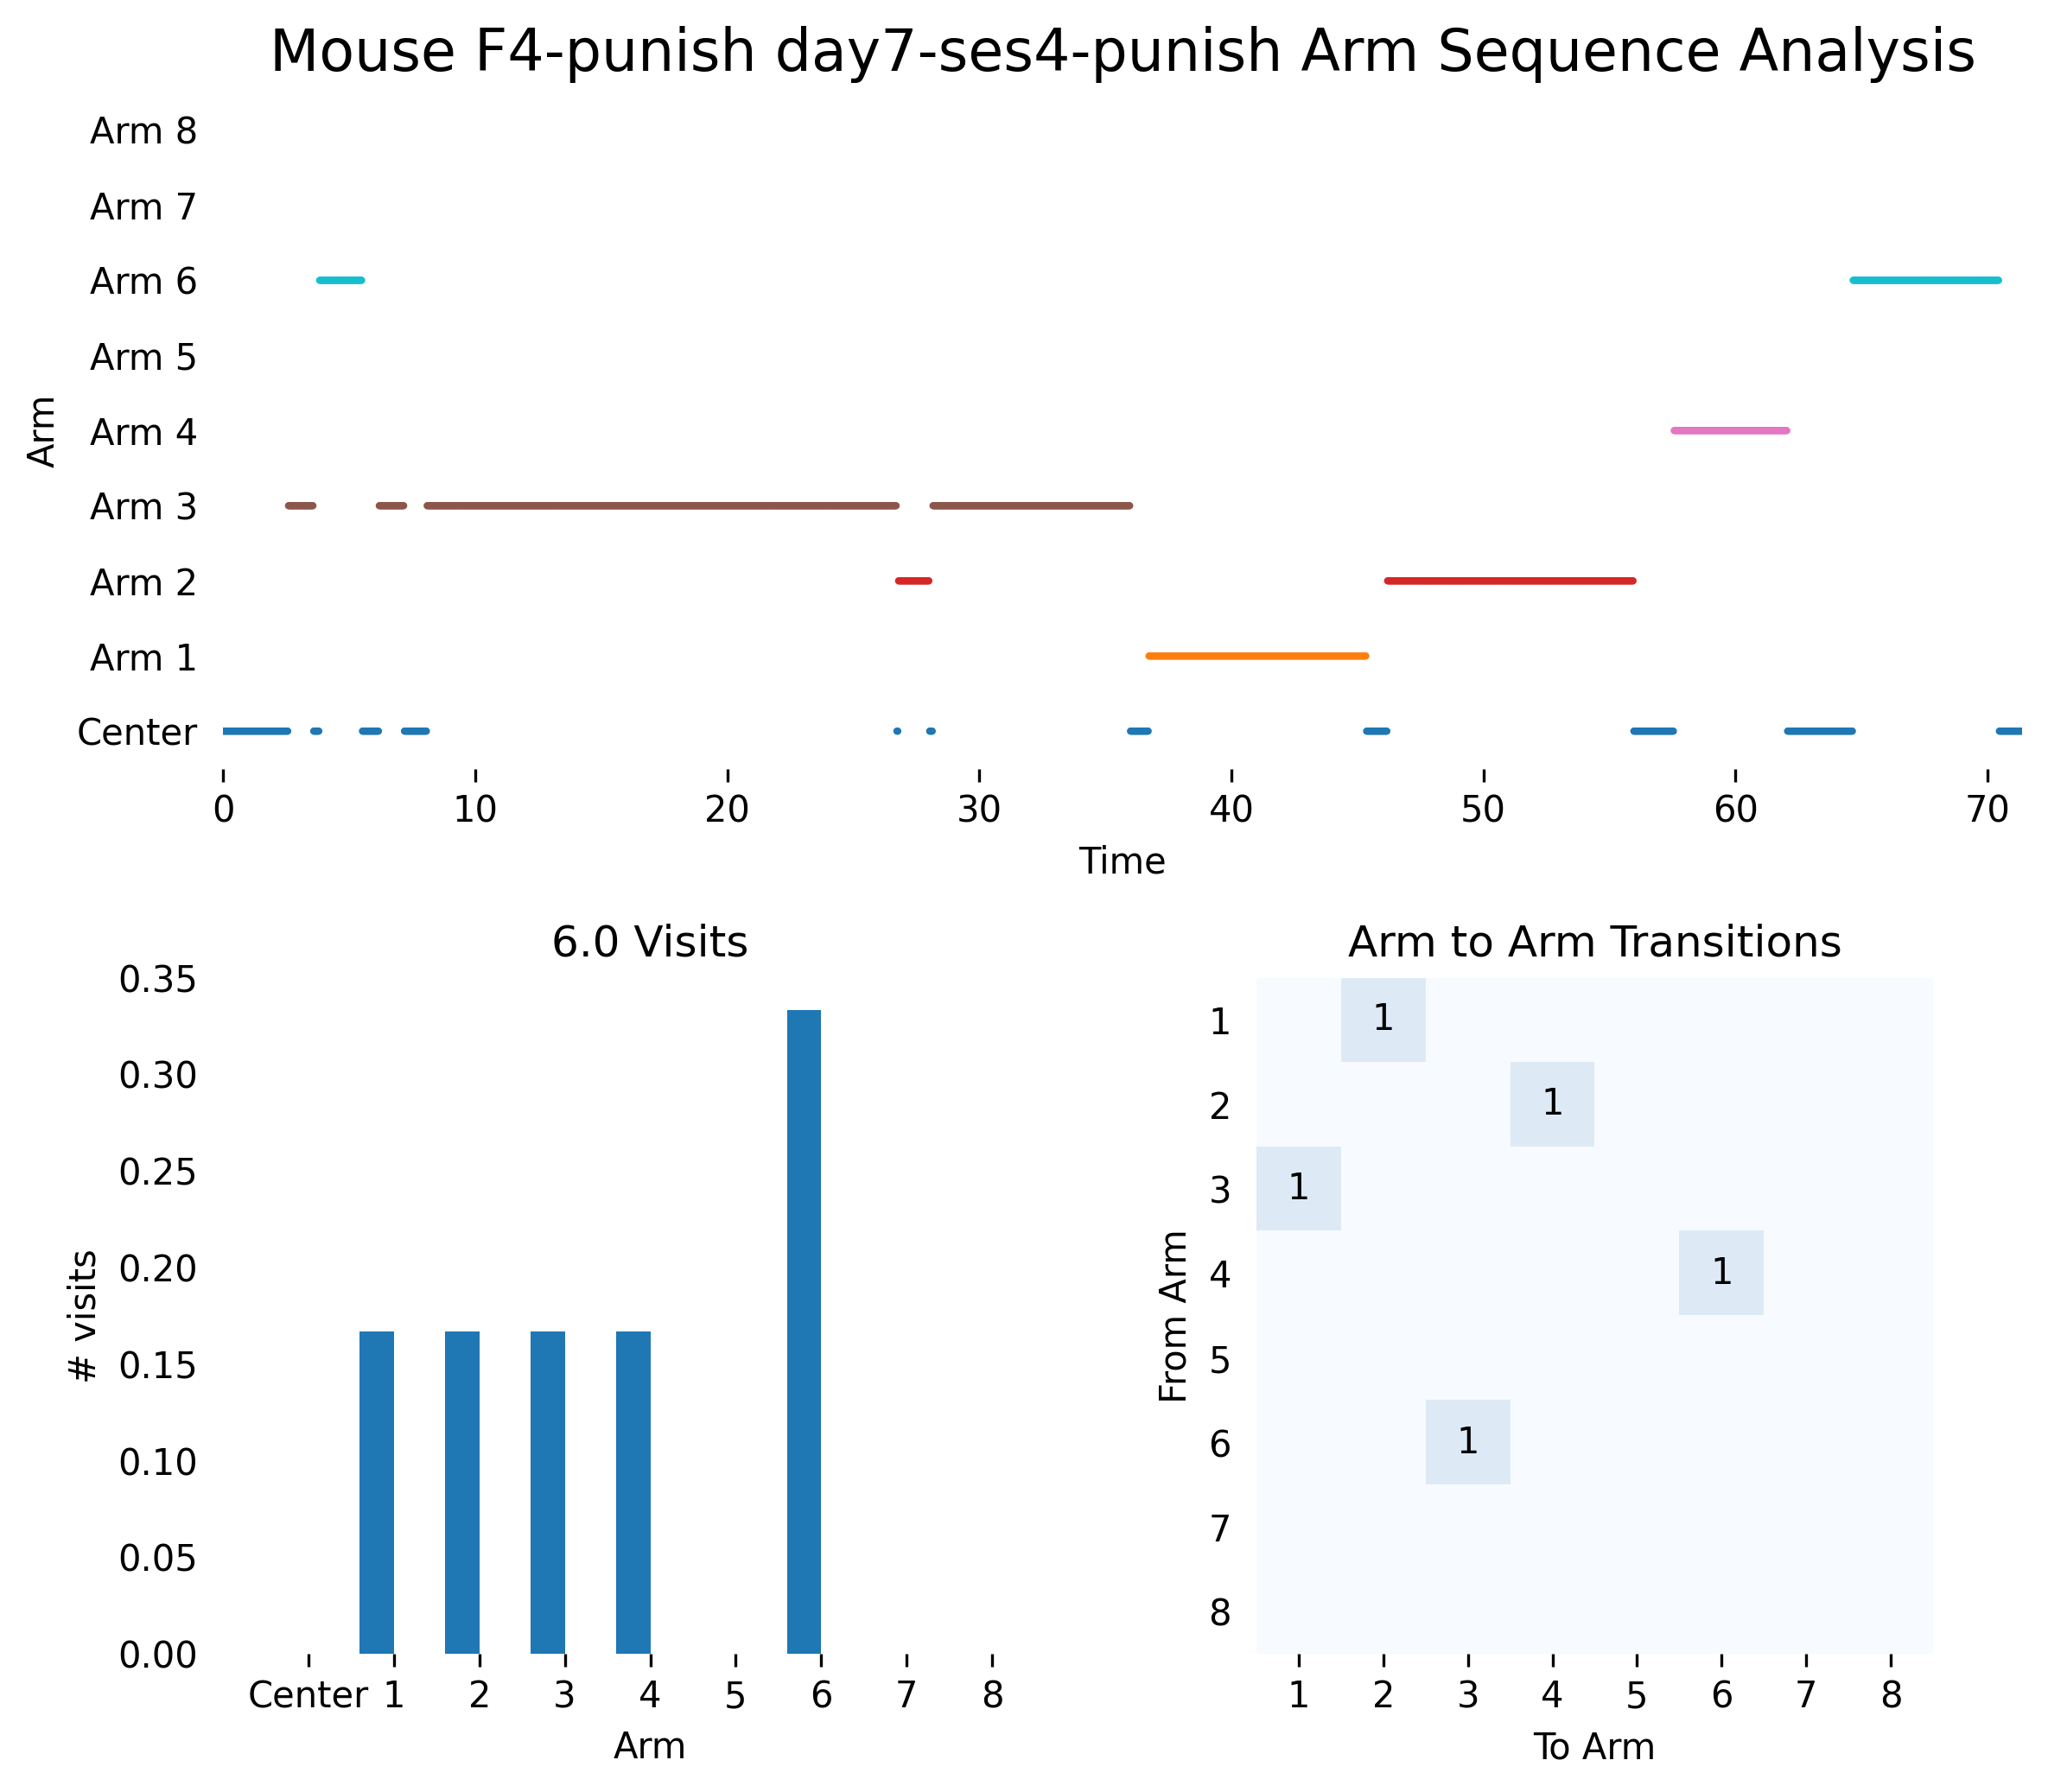 Mouse F4-punish day7-ses4-punish Arm Sequence Analysis
Arm 8
Arm 7
Arm 6
Arm 5
Arm 4
Arm 3
Arm 2
Arm 1
Center
Arm
0 10 20 30 40 50 60 70
Time
6.0 Visits
0.35
0.30
0.25
0.20
0.15
0.10
0.05
0.00
# visits
Center 1 2 3 4 5 6 7 8
Arm
Arm to Arm Transitions
1 1
2 1
3 1
4 1
5
6 1
7
8
From Arm
1 2 3 4 5 6 7 8
To Arm